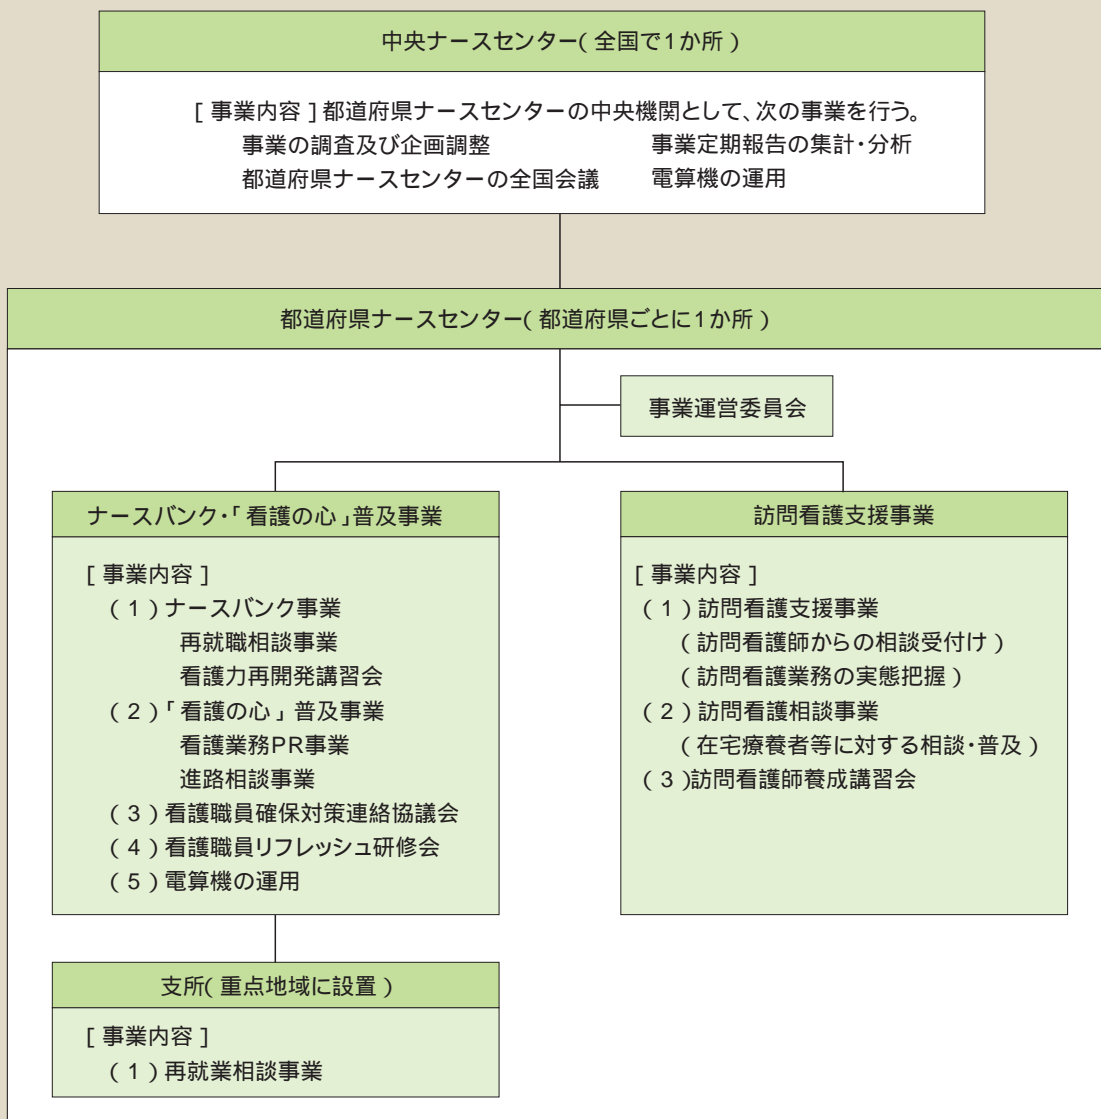 中央ナースセンター(全国で1か所)
[事業内容]都道府県ナースセンターの中央機関として、次の事業を行う。
事業の調査及び企画調整 事業定期報告の集計・分析
都道府県ナースセンターの全国会議 電算機の運用
都道府県ナースセンター(都道府県ごとに1か所)
事業運営委員会
ナースバンク・「看護の心」普及事業
[事業内容]
(1)ナースバンク事業
再就職相談事業
看護力再開発講習会
(2)「看護の心」普及事業
看護業務PR事業
進路相談事業
(3)看護職員確保対策連絡協議会
(4)看護職員リフレッシュ研修会
(5)電算機の運用
支所(重点地域に設置)
[事業内容]
(1)再就業相談事業
訪問看護支援事業
[事業内容]
(1)訪問看護支援事業
(訪問看護師からの相談受付け)
(訪問看護業務の実態把握)
(2)訪問看護相談事業
(在宅療養者等に対する相談・普及)
(3)訪問看護師養成講習会